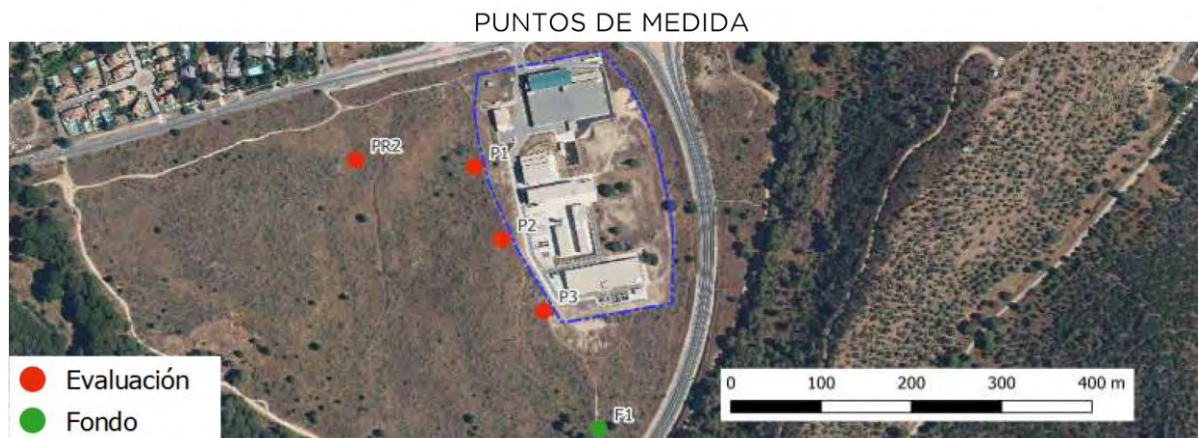 PUNTOS DE MEDIDA
PR2
P1
P2
P3
F1
Evaluación
Fondo
0 100 200 300 400 m